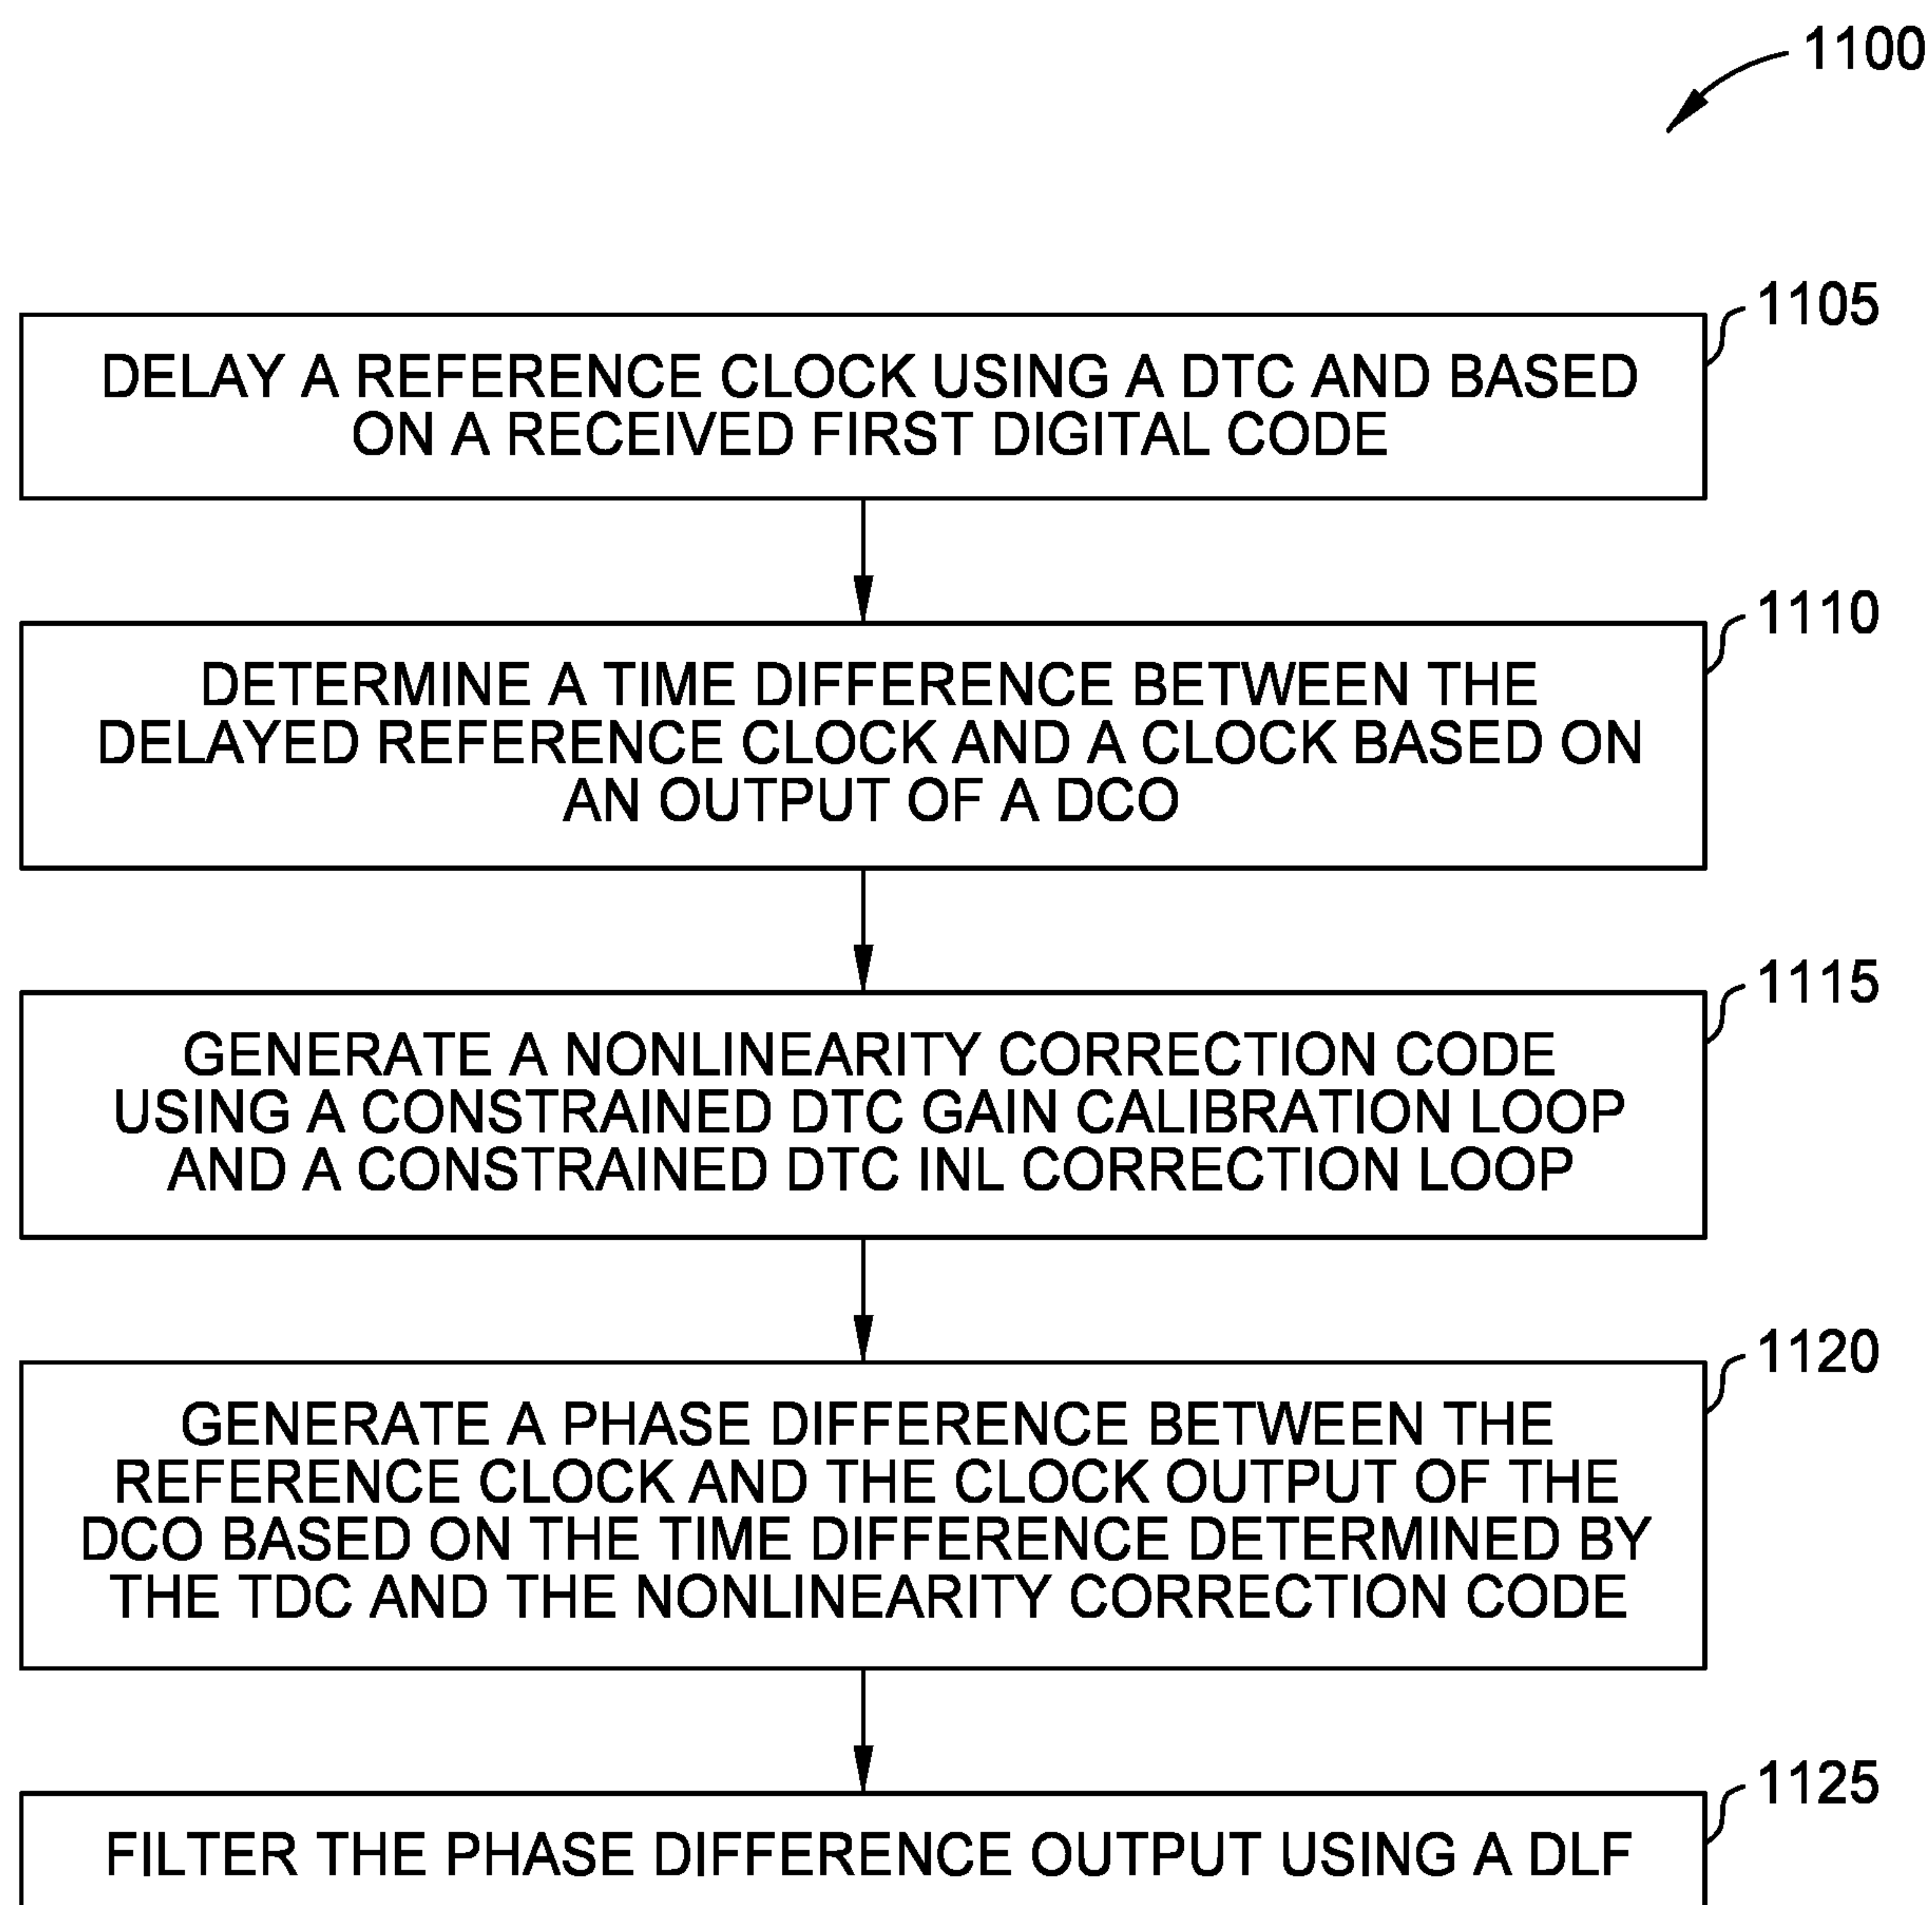 1100
1105
DELAY A REFERENCE CLOCK USING A DTC AND BASED
ON A RECEIVED FIRST DIGITAL CODE
1110
DETERMINE A TIME DIFFERENCE BETWEEN THE
DELAYED REFERENCE CLOCK AND A CLOCK BASED ON
AN OUTPUT OF A DCO
1115
GENERATE A NONLINEARITY CORRECTION CODE
USING A CONSTRAINED DTC GAIN CALIBRATION LOOP
AND A CONSTRAINED DTC INL CORRECTION LOOP
1120
GENERATE A PHASE DIFFERENCE BETWEEN THE
REFERENCE CLOCK AND THE CLOCK OUTPUT OF THE
DCO BASED ON THE TIME DIFFERENCE DETERMINED BY
THE TDC AND THE NONLINEARITY CORRECTION CODE
1125
FILTER THE PHASE DIFFERENCE OUTPUT USING A DLF